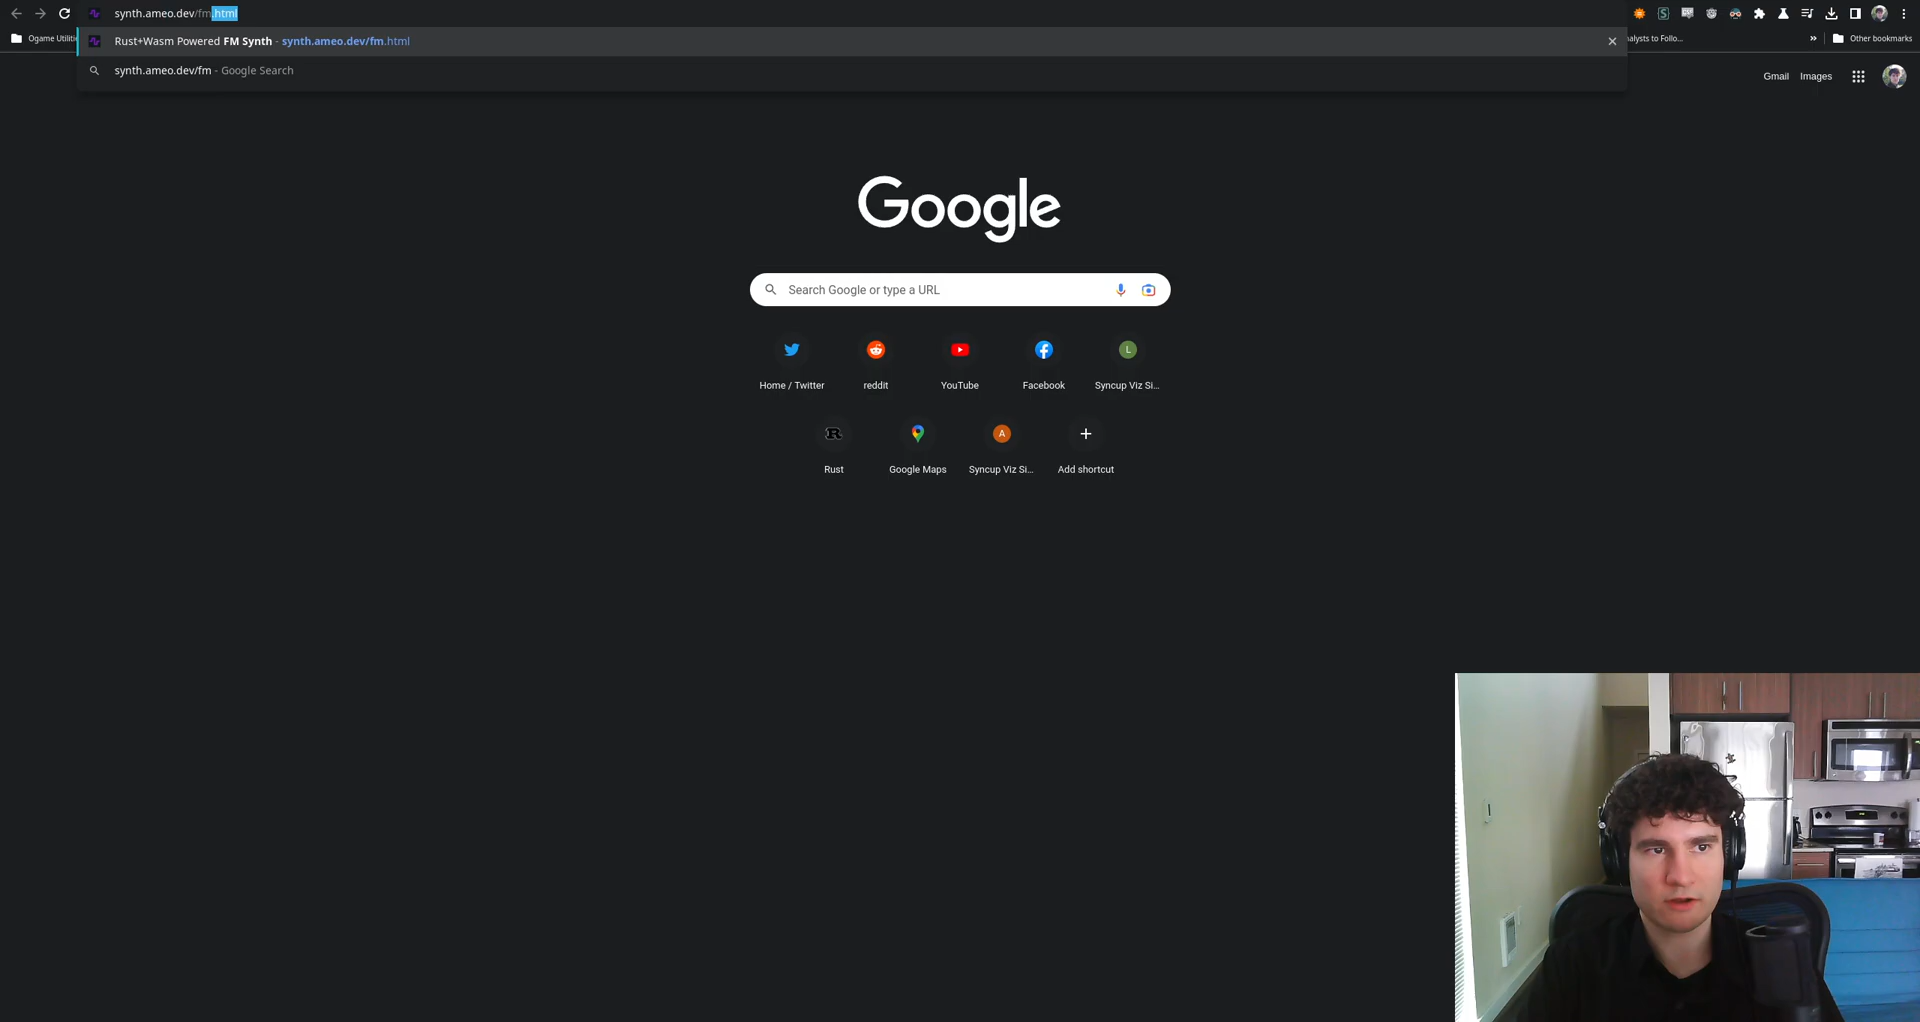 synth.ameo.dev/fm.html
Ogame Utiliti
Rust+Wasm Powered FM Synth - synth.ameo.dev/fm.html
nalysts to Follo...
»
Other bookmarks
synth.ameo.dev/fm - Google Search
Gmail
Images
Google
Search Google or type a URL
L
Home / Twitter
reddit
YouTube
Facebook
Syncup Viz Si...
R
A
Rust
Google Maps
Syncup Viz Si...
Add shortcut